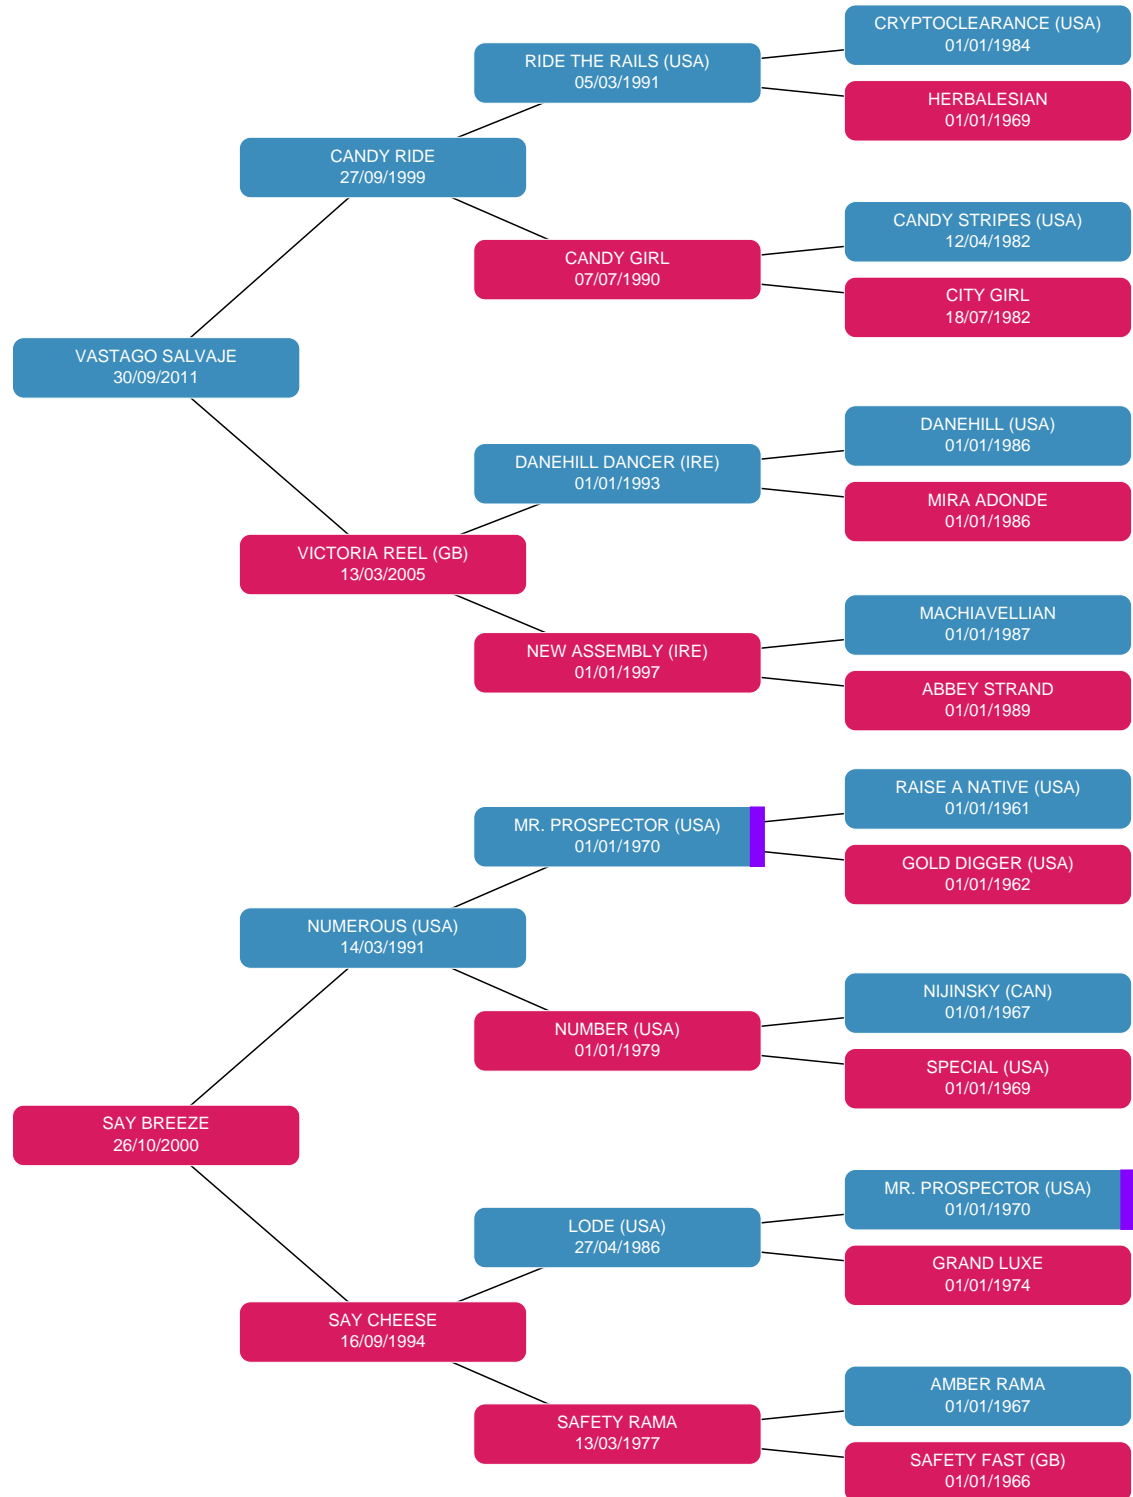 CRYPTOCLEARANCE (USA)
01/01/1984
RIDE THE RAILS (USA)
05/03/1991
HERBALESIAN
01/01/1969
CANDY RIDE
27/09/1999
CANDY STRIPES (USA)
12/04/1982
CANDY GIRL
07/07/1990
CITY GIRL
18/07/1982
VASTAGO SALVAJE
30/09/2011
DANEHILL (USA)
01/01/1986
DANEHILL DANCER (IRE)
01/01/1993
MIRA ADONDE
01/01/1986
VICTORIA REEL (GB)
13/03/2005
MACHIAVELLIAN
01/01/1987
NEW ASSEMBLY (IRE)
01/01/1997
ABBEY STRAND
01/01/1989
RAISE A NATIVE (USA)
01/01/1961
MR. PROSPECTOR (USA)
01/01/1970
GOLD DIGGER (USA)
01/01/1962
NUMEROUS (USA)
14/03/1991
NIJINSKY (CAN)
01/01/1967
NUMBER (USA)
01/01/1979
SPECIAL (USA)
01/01/1969
SAY BREEZE
26/10/2000
MR. PROSPECTOR (USA)
01/01/1970
LODE (USA)
27/04/1986
GRAND LUXE
01/01/1974
SAY CHEESE
16/09/1994
AMBER RAMA
01/01/1967
SAFETY RAMA
13/03/1977
SAFETY FAST (GB)
01/01/1966